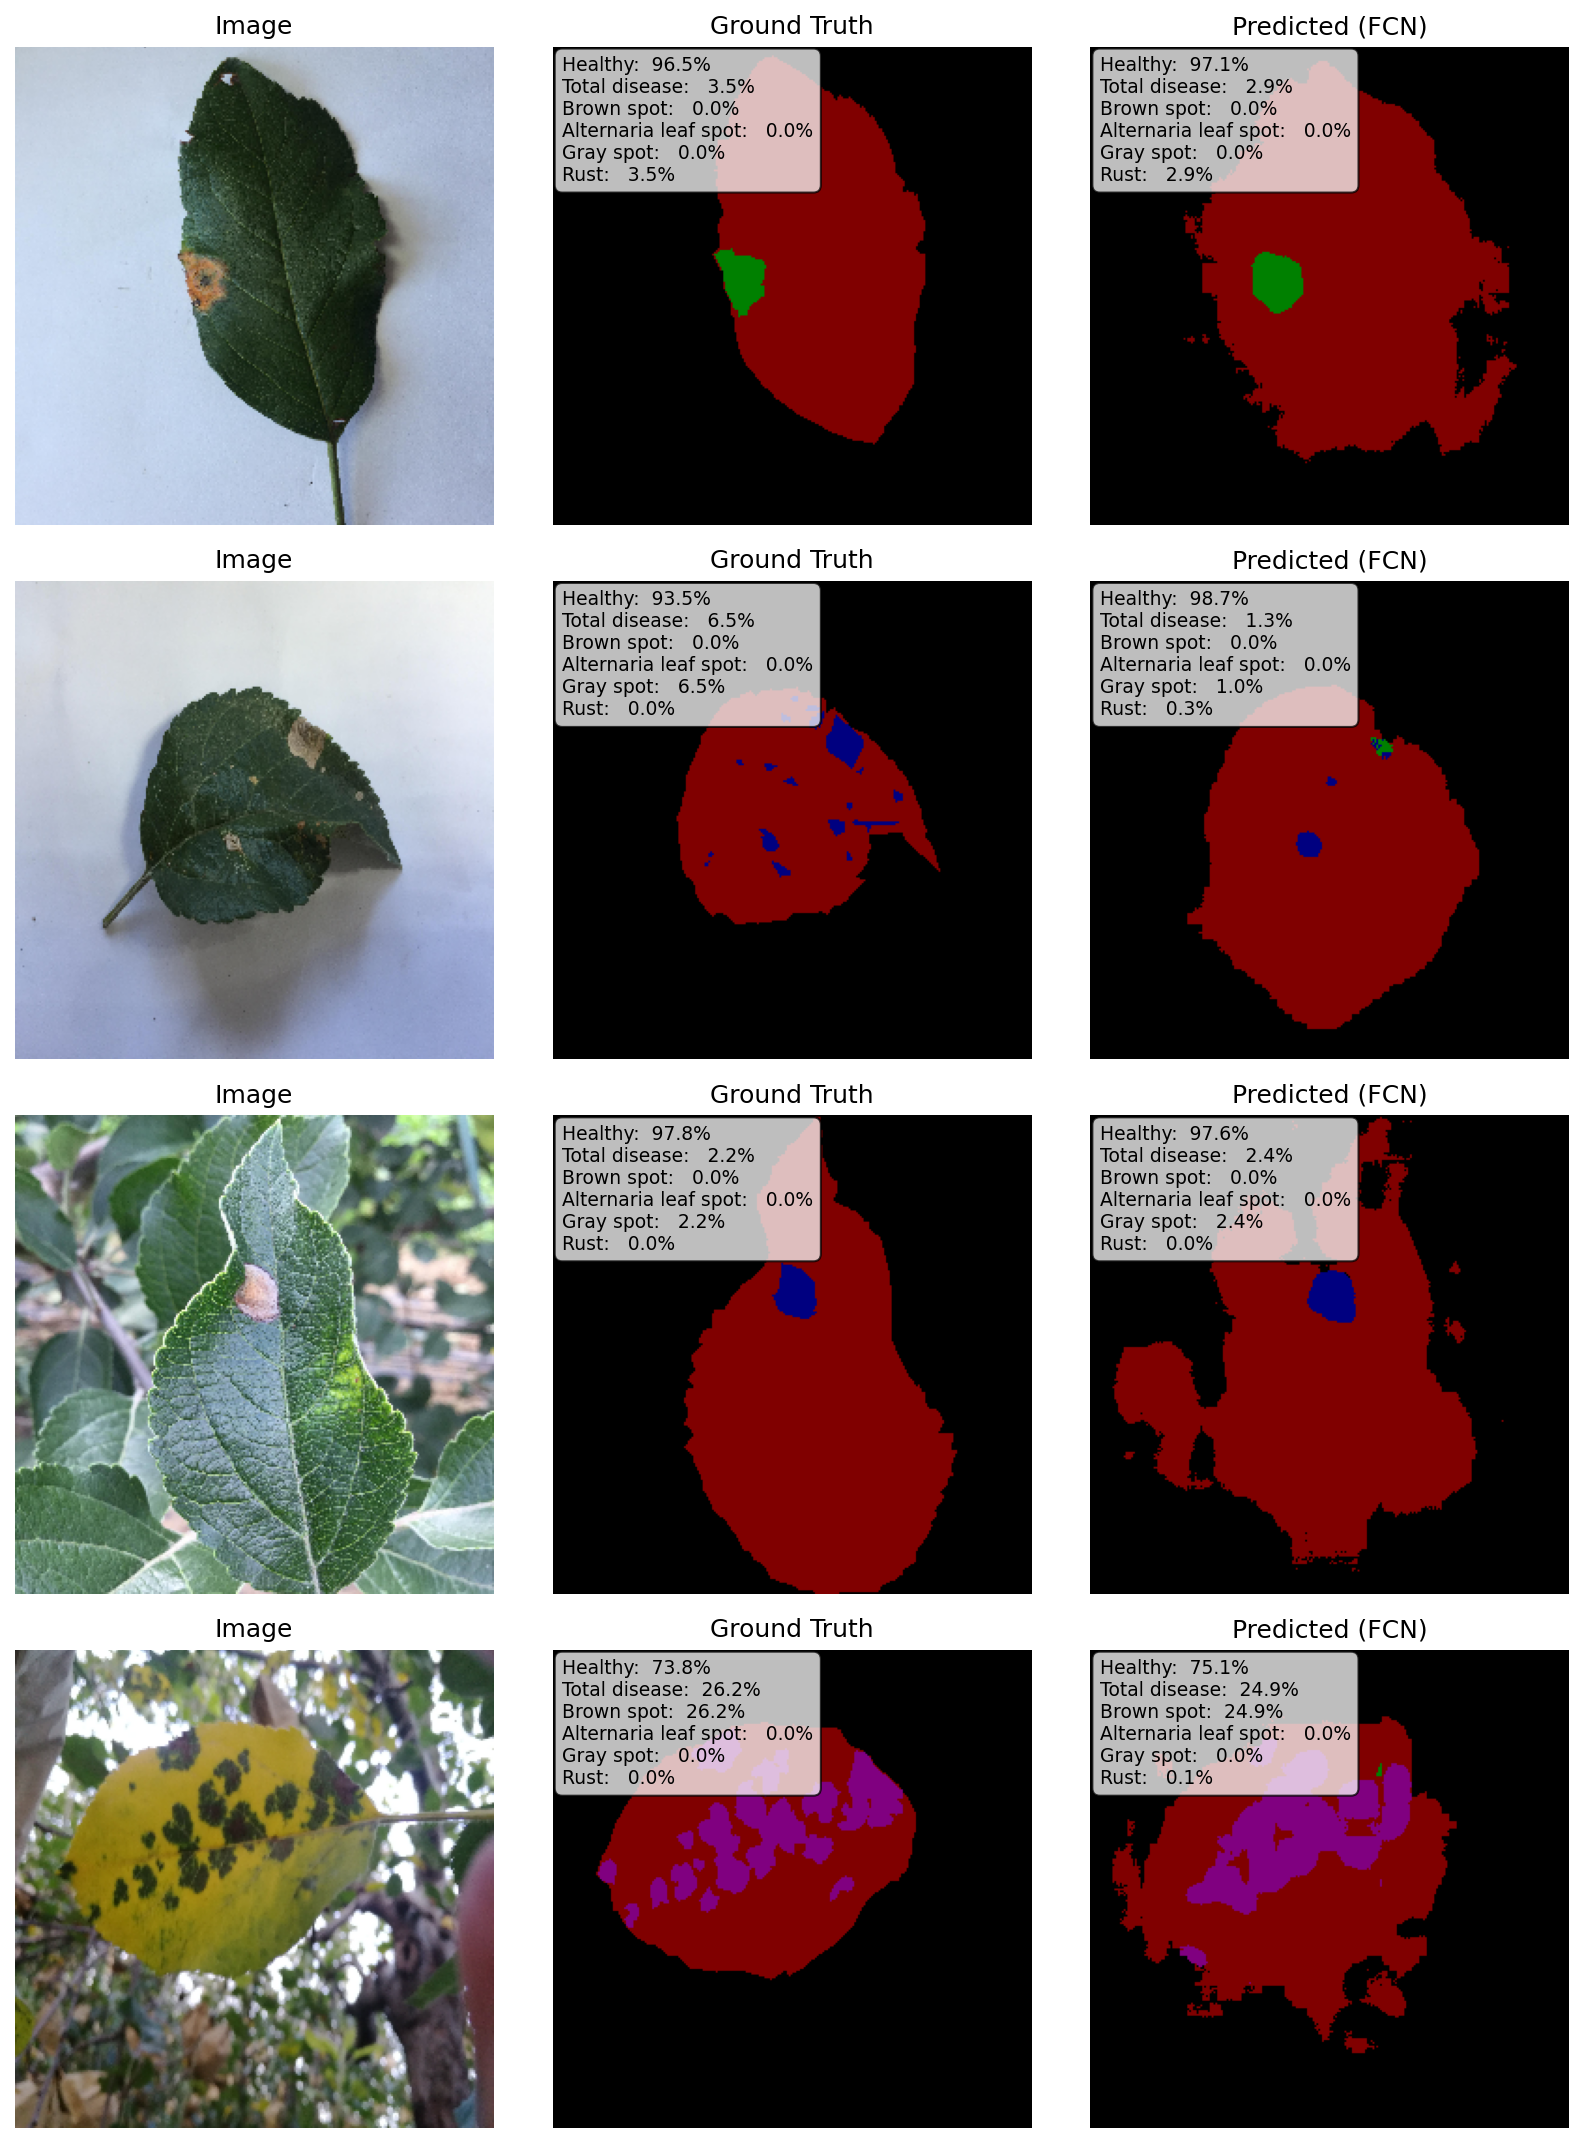 Image
Ground Truth
Predicted (FCN)
Healthy: 96.5%
Total disease: 3.5%
Brown spot: 0.0%
Alternaria leaf spot: 0.0%
Gray spot: 0.0%
Rust: 3.5%
Healthy: 97.1%
Total disease: 2.9%
Brown spot: 0.0%
Alternaria leaf spot: 0.0%
Gray spot: 0.0%
Rust: 2.9%
Image
Ground Truth
Predicted (FCN)
Healthy: 93.5%
Total disease: 6.5%
Brown spot: 0.0%
Alternaria leaf spot: 0.0%
Gray spot: 6.5%
Rust: 0.0%
Healthy: 98.7%
Total disease: 1.3%
Brown spot: 0.0%
Alternaria leaf spot: 0.0%
Gray spot: 1.0%
Rust: 0.3%
Image
Ground Truth
Predicted (FCN)
Healthy: 97.8%
Total disease: 2.2%
Brown spot: 0.0%
Alternaria leaf spot: 0.0%
Gray spot: 2.2%
Rust: 0.0%
Healthy: 97.6%
Total disease: 2.4%
Brown spot: 0.0%
Alternaria leaf spot: 0.0%
Gray spot: 2.4%
Rust: 0.0%
Image
Ground Truth
Predicted (FCN)
Healthy: 73.8%
Total disease: 26.2%
Brown spot: 26.2%
Alternaria leaf spot: 0.0%
Gray spot: 0.0%
Rust: 0.0%
Healthy: 75.1%
Total disease: 24.9%
Brown spot: 24.9%
Alternaria leaf spot: 0.0%
Gray spot: 0.0%
Rust: 0.1%